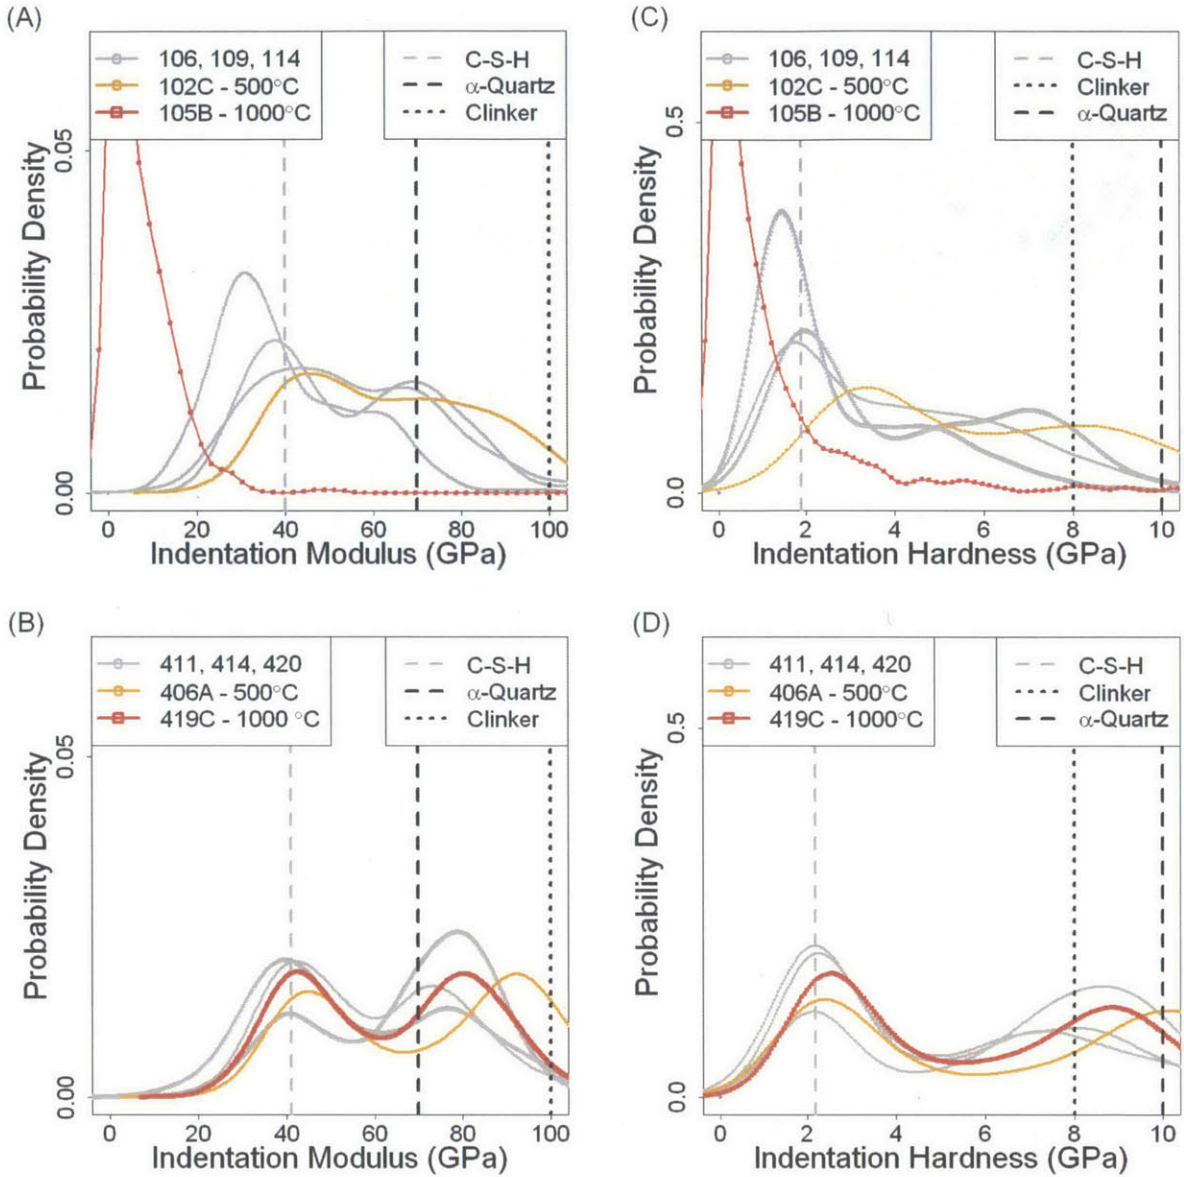 (A)
106, 109, 114
102C - 500°C
105B - 1000°C
C-S-H
α-Quartz
Clinker
Probability Density
0.05
0.00
0 20 40 60 80 100
Indentation Modulus (GPa)
(C)
106, 109, 114
102C - 500°C
105B - 1000°C
C-S-H
Clinker
α-Quartz
Probability Density
0.5
0.0
0 2 4 6 8 10
Indentation Hardness (GPa)
(B)
411, 414, 420
406A - 500°C
419C - 1000 °C
C-S-H
α-Quartz
Clinker
Probability Density
0.05
0.00
0 20 40 60 80 100
Indentation Modulus (GPa)
(D)
411, 414, 420
406A - 500°C
419C - 1000°C
C-S-H
Clinker
α-Quartz
Probability Density
0.5
0.0
0 2 4 6 8 10
Indentation Hardness (GPa)